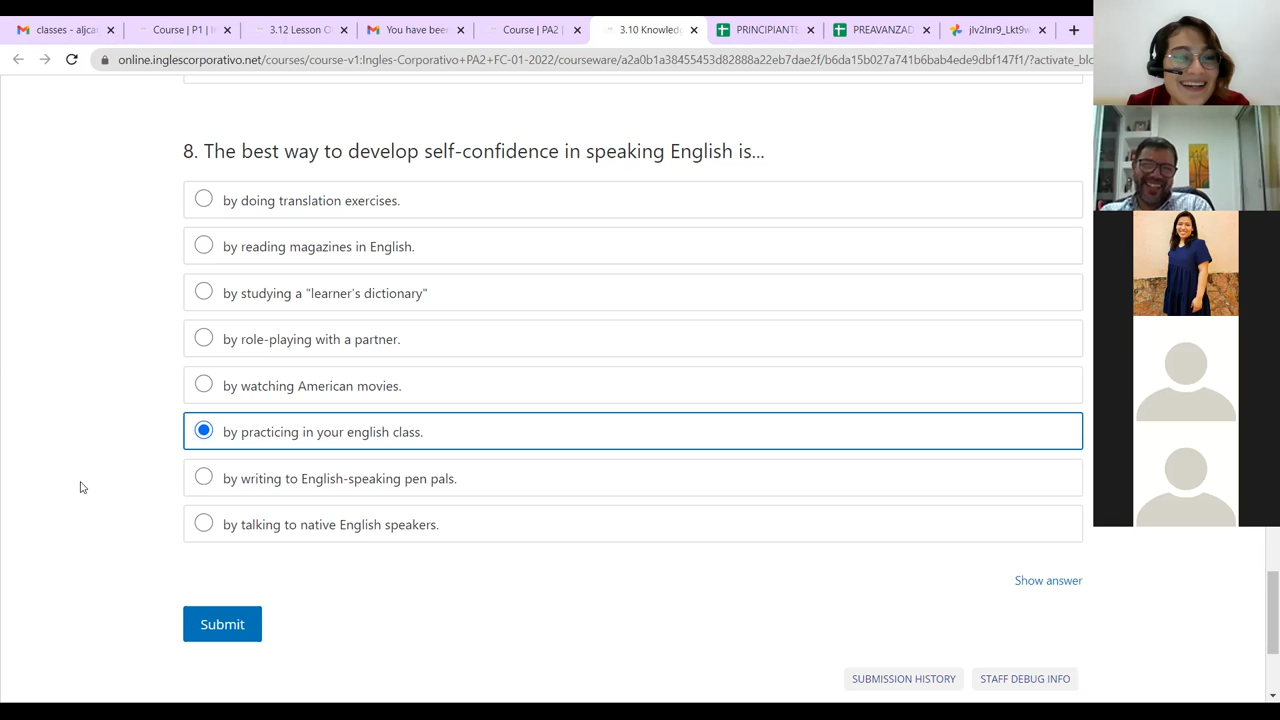 classes - aljca
Course | P1 | I
3.12 Lesson O
You have bee
Course | PA2 |
3.10 Knowled
PRINCIPIANTE
PREAVANZAD
online.inglescorporativo.net/courses/course-v1:Ingles-Corporativo+PA2+EC-01-2022/courseware/a2a0b1a38455453d82888a22eb7dae2f/b6da15b027a741b6bab4ede9dbf147f1/?activate_blo
8. The best way to develop self-confidence in speaking English is...
by doing translation exercises.
by reading magazines in English.
by studying a "learner's dictionary"
by role-playing with a partner.
by watching American movies.
by practicing in your english class.
by writing to English-speaking pen pals.
by talking to native English speakers.
Show answer
Submit
SUBMISSION HISTORY
STAFF DEBUG INFO